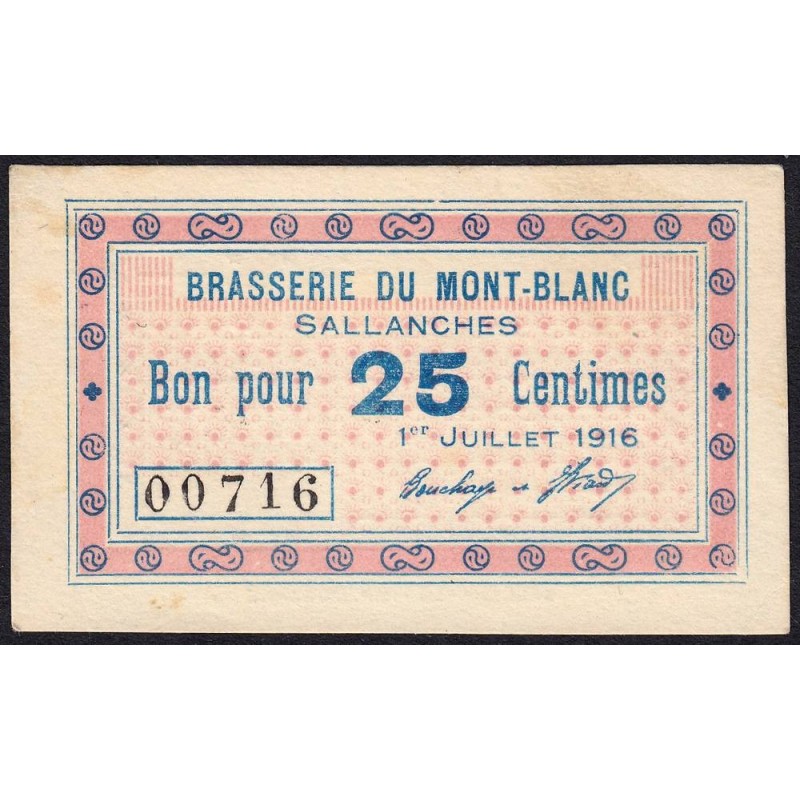 BRASSERIE DU MONT-BLANC
SALLANCHES
Bon pour 25 Centimes
1er JUILLET 1916
00716